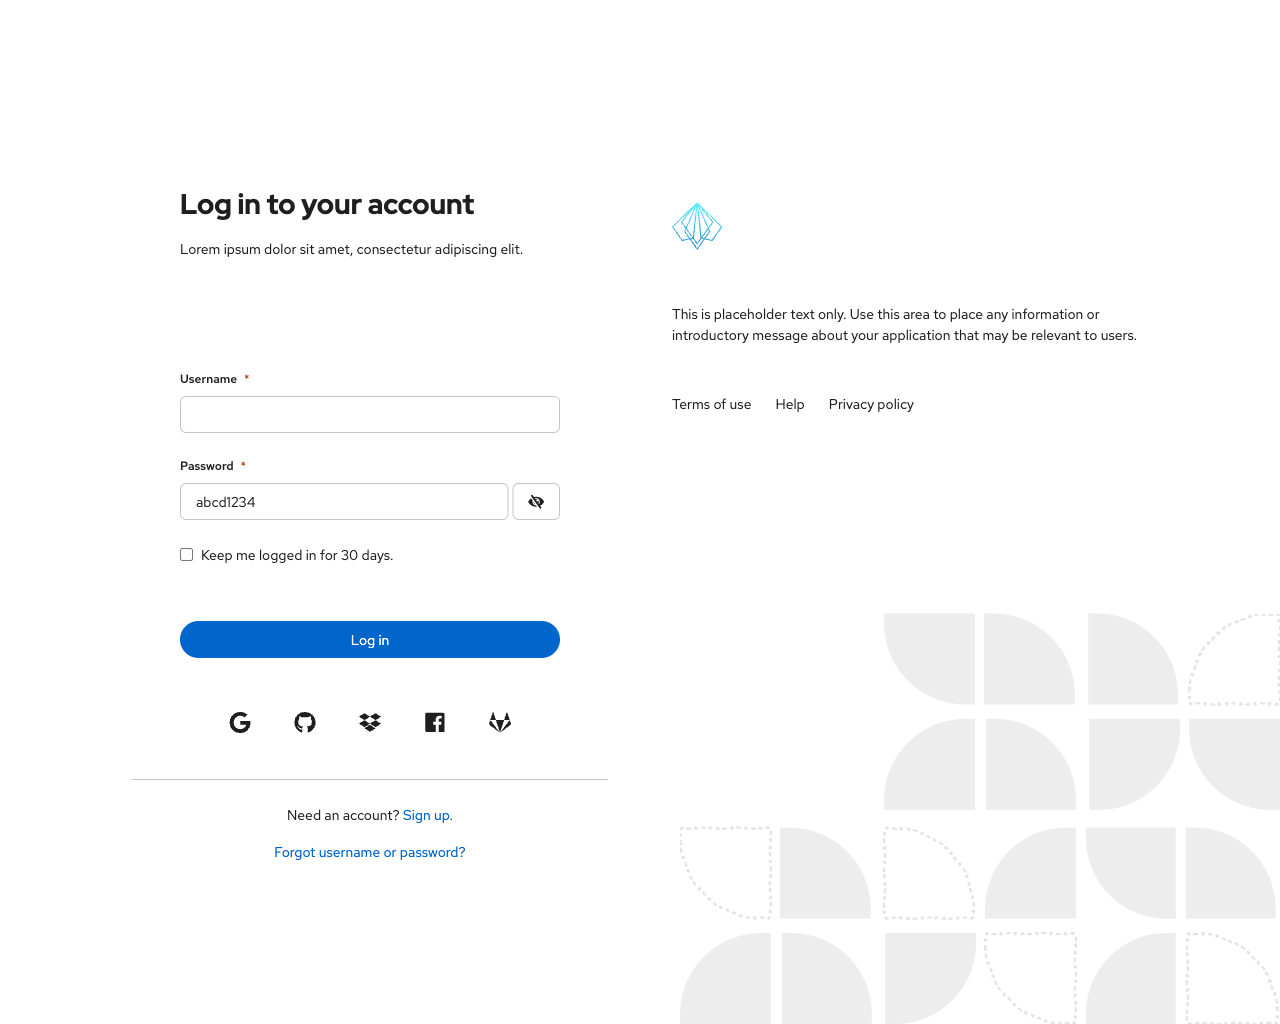 Log in to your account
Lorem ipsum dolor sit amet, consectetur adipiscing elit.
Username *
Password *
abcd1234
Keep me logged in for 30 days.
Log in
Need an account? Sign up.
Forgot username or password?
This is placeholder text only. Use this area to place any information or
introductory message about your application that may be relevant to users.
Terms of use Help Privacy policy